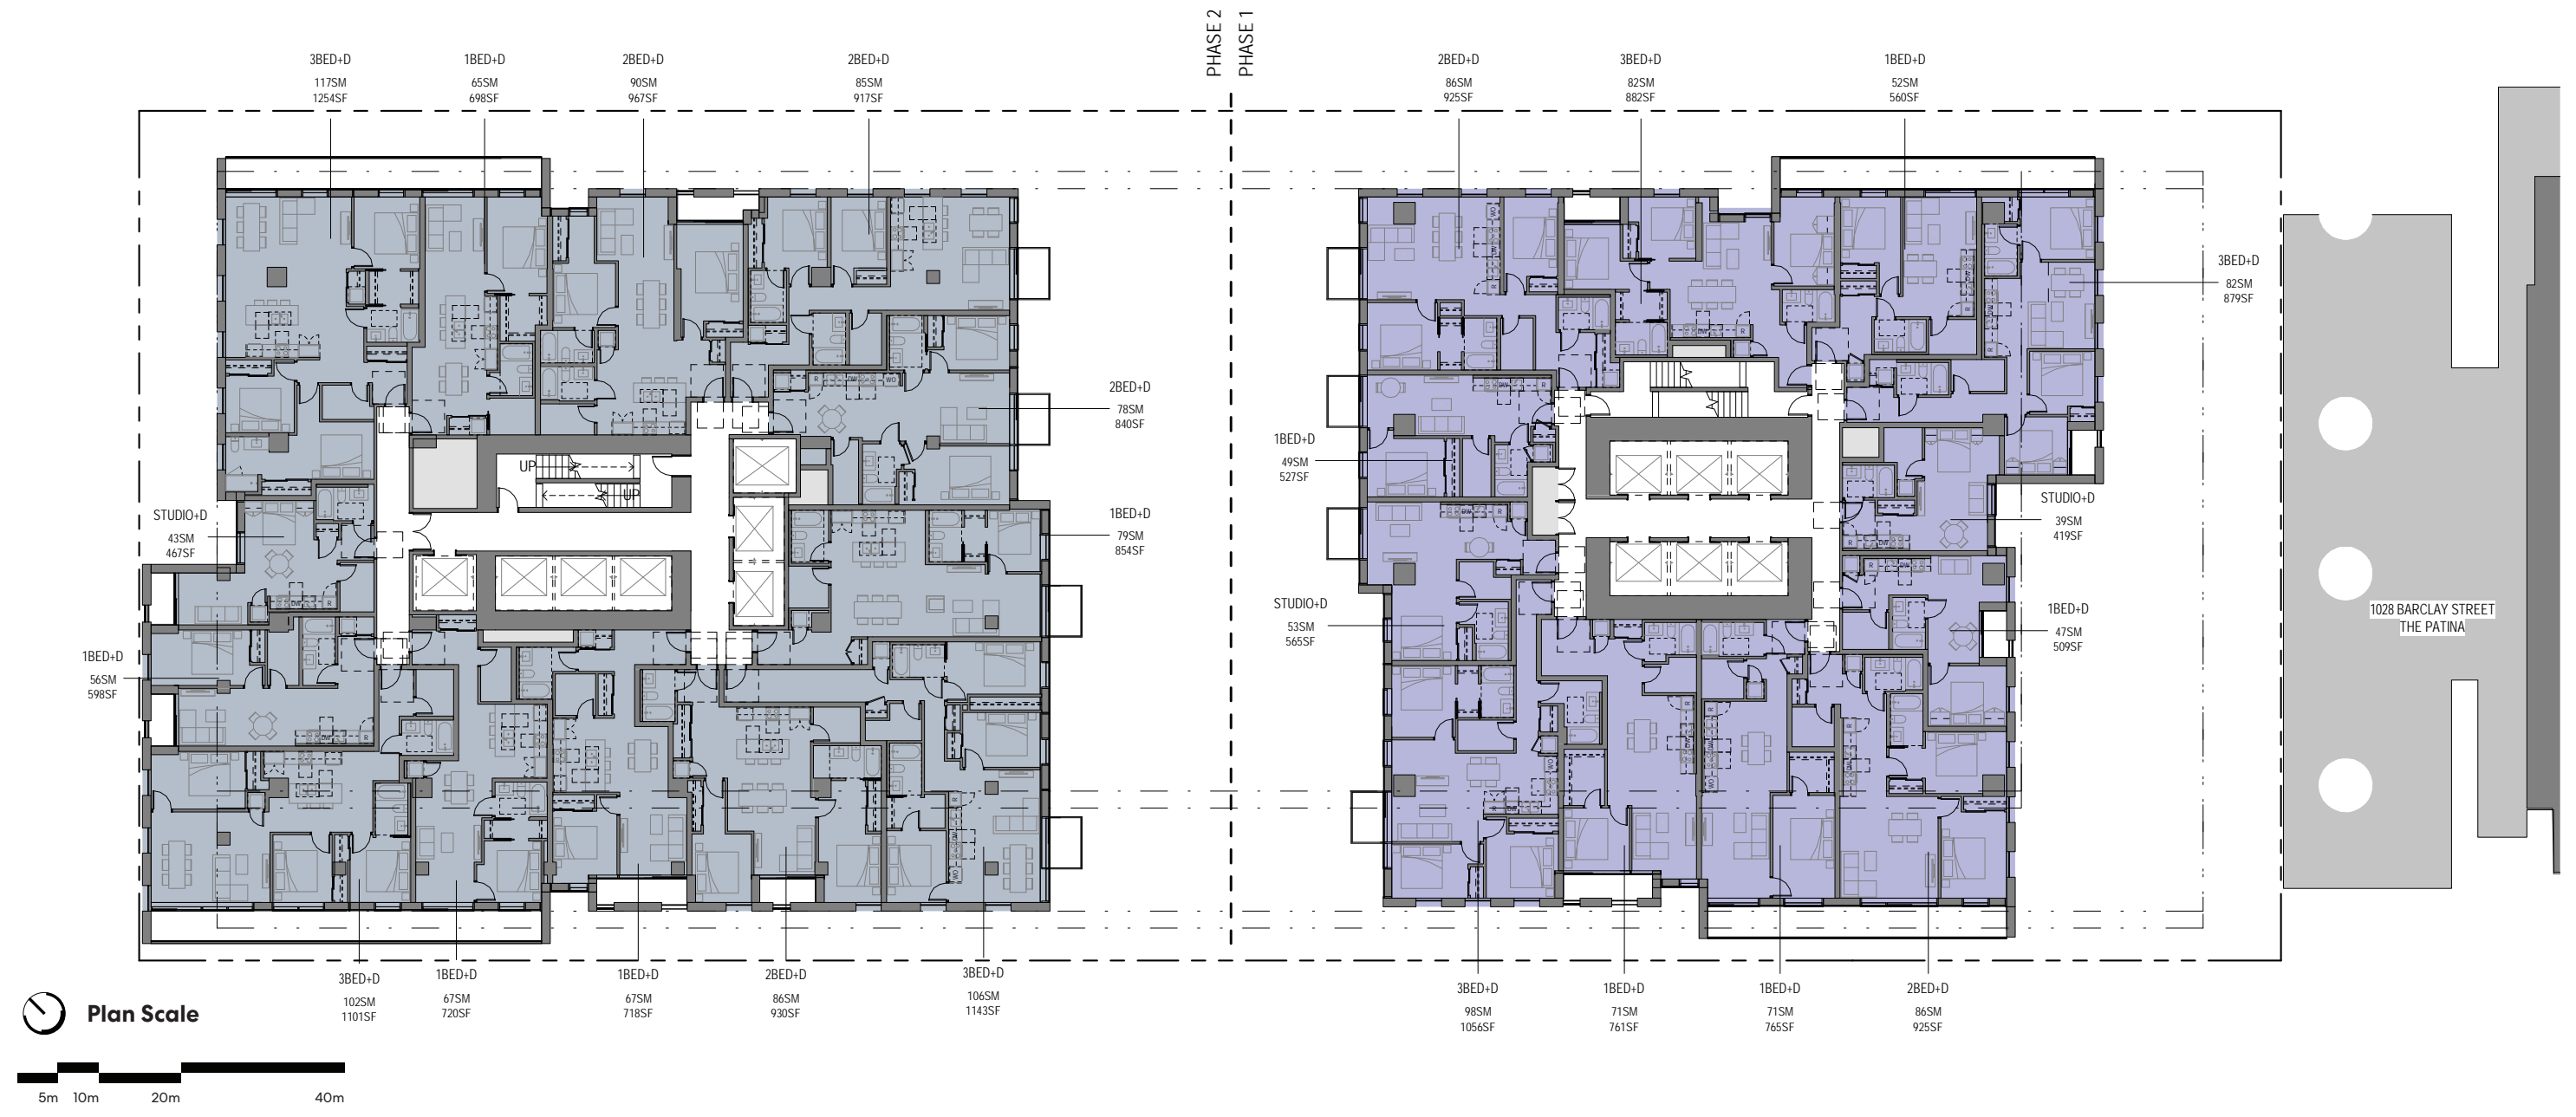 PHASE 2
PHASE 1
3BED+D
117SM
1254SF
1BED+D
65SM
698SF
2BED+D
90SM
967SF
2BED+D
85SM
917SF
2BED+D
86SM
925SF
3BED+D
82SM
882SF
1BED+D
52SM
560SF
3BED+D
82SM
879SF
2BED+D
78SM
840SF
1BED+D
49SM
527SF
STUDIO+D
43SM
467SF
UP
UP
1BED+D
79SM
854SF
STUDIO+D
39SM
419SF
STUDIO+D
53SM
565SF
1BED+D
47SM
509SF
1028 BARCLAY STREET
THE PATINA
1BED+D
56SM
598SF
3BED+D
102SM
1101SF
1BED+D
67SM
720SF
1BED+D
67SM
718SF
2BED+D
86SM
930SF
3BED+D
106SM
1143SF
3BED+D
98SM
1056SF
1BED+D
71SM
761SF
1BED+D
71SM
765SF
2BED+D
86SM
925SF
Plan Scale
5m 10m 20m 40m